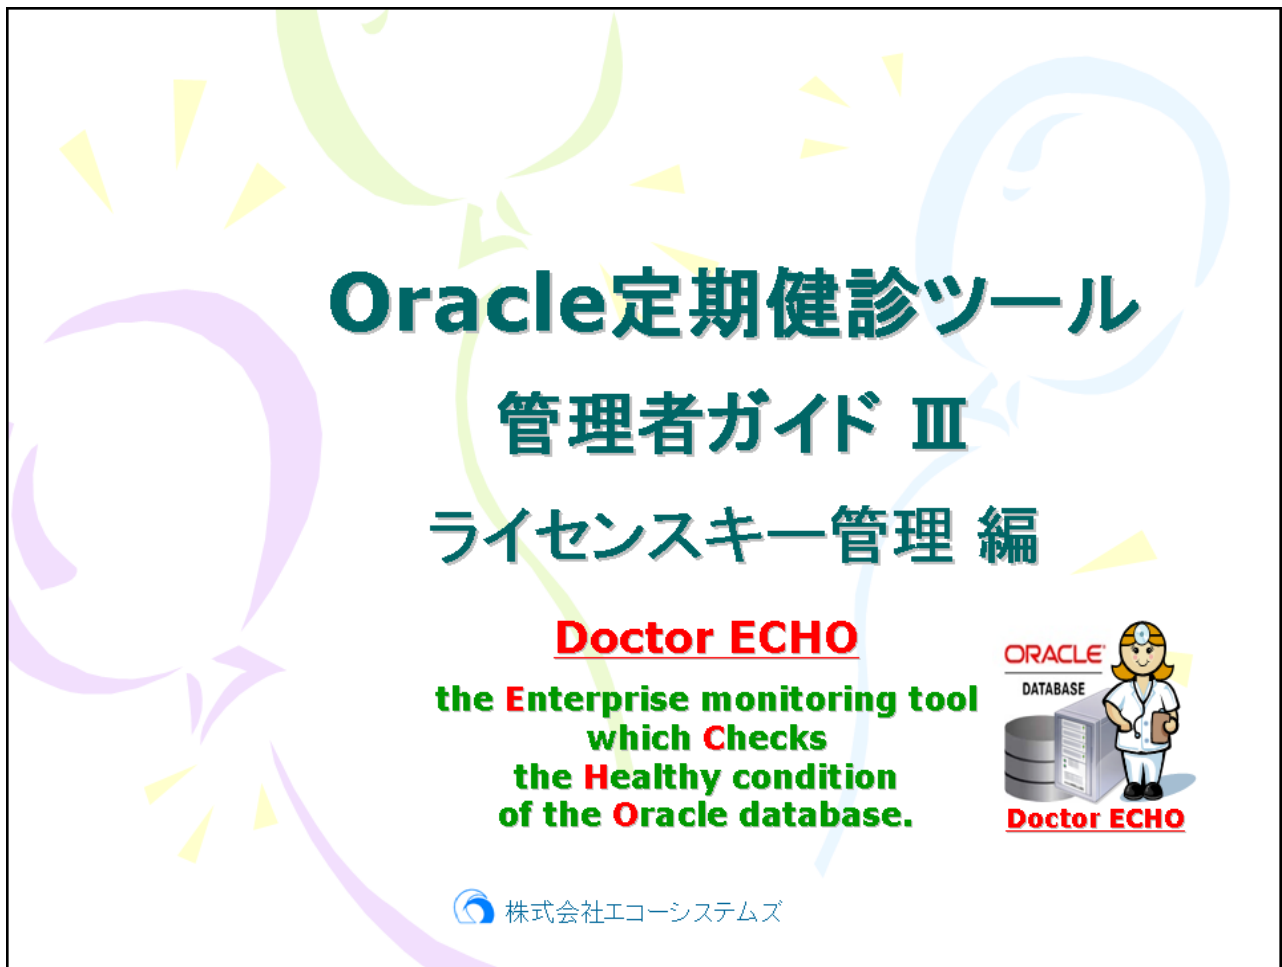 Oracle定期健診ツール
管理者ガイド Ⅲ
ライセンスキー管理 編
Doctor ECHO
the Enterprise monitoring tool
which Checks
the Healthy condition
of the Oracle database.
ORACLE
DATABASE
Doctor ECHO
株式会社エコーシステムズ